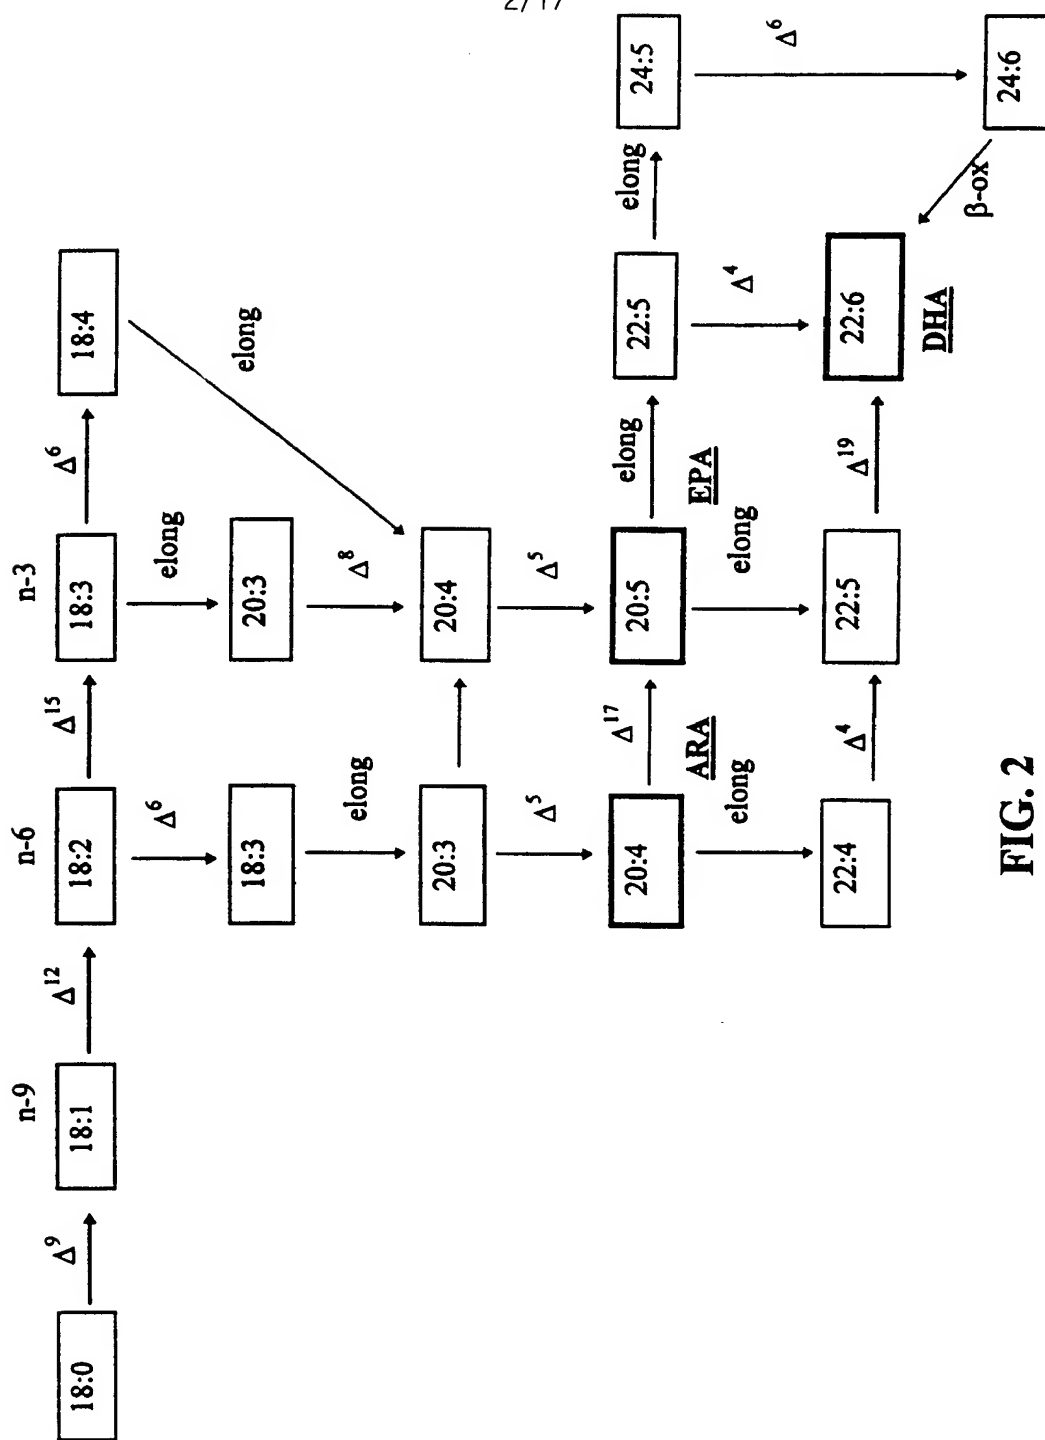 2/17
n-9 n-6 n-3
Δ⁹ Δ¹² Δ¹⁵ Δ⁶
18:0 18:1 18:2 18:3 18:4
Δ⁶ elong
elong
18:3 20:3
elong Δ⁸
20:3 20:4
Δ⁵ Δ⁵
Δ¹⁷ elong elong
20:4 20:5 22:5 24:5
ARA EPA
elong elong Δ⁴ Δ⁶
Δ⁴ Δ¹⁹
22:4 22:5 22:6
DHA
β-ox
24:6
FIG. 2